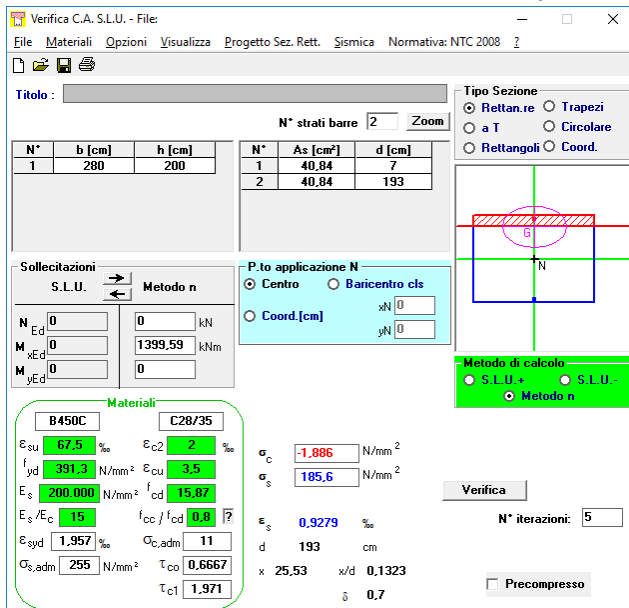 Verifica C.A. S.L.U. - File:
File Materiali Opzioni Visualizza Progetto Sez. Rett. Sismica Normativa: NTC 2008 ?
Titolo :
N° strati barre 2 Zoom
Tipo Sezione
Rettan.re Trapezi
a T Circolare
Rettangoli Coord.
N° b [cm] h [cm]
1 280 200
N° As [cm²] d [cm]
1 40,84 7
2 40,84 193
G
N
Sollecitazioni
S.L.U. Metodo n
N Ed 0 0 kN
M xEd 0 1399,59 kNm
M yEd 0 0
P.to applicazione N
Centro Baricentro cls
Coord.[cm] xN 0
yN 0
Metodo di calcolo
S.L.U.+ S.L.U.-
Metodo n
Materiali
B450C C28/35
εsu 67,5 ‰ εc2 2 ‰
fyd 391,3 N/mm² εcu 3,5
Es 200.000 N/mm² fcd 15,87
Es/Ec 15 fcc / fcd 0,8 ?
εsyd 1,957 ‰ σc,adm 11
σs,adm 255 N/mm² τco 0,6667
τc1 1,971
σc -1,886 N/mm²
σs 185,6 N/mm²
εs 0,9279 ‰
d 193 cm
x 25,53 x/d 0,1323
δ 0,7
Verifica
N° iterazioni: 5
Precompresso